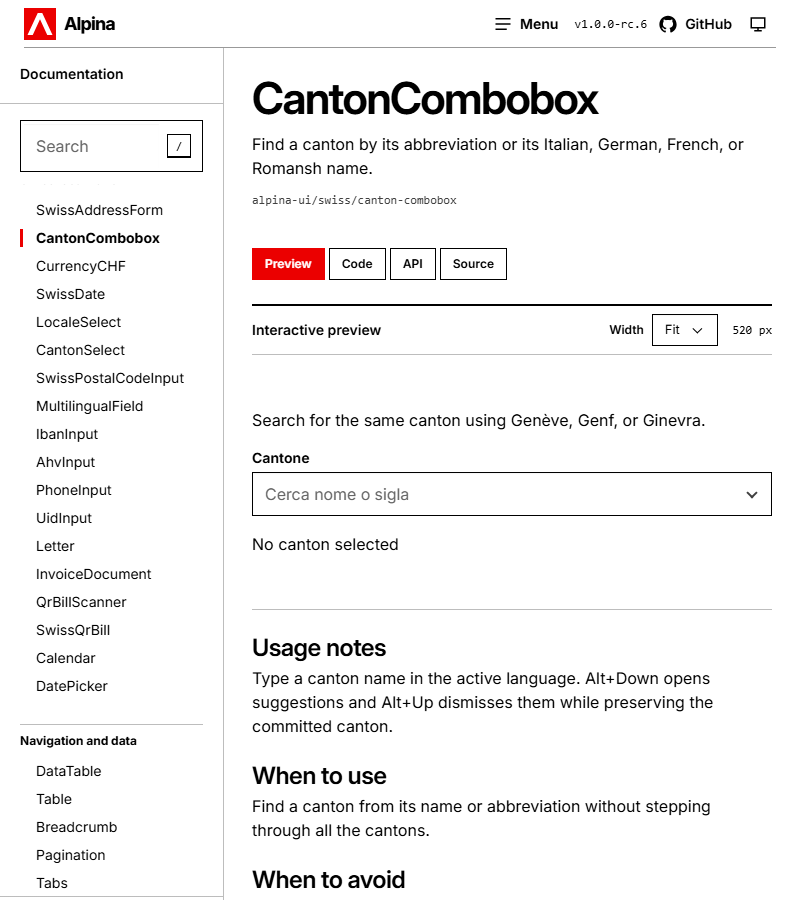 Alpina
Menu
v1.0.0-rc.6
GitHub
Documentation
Search
/
SwissAddressForm
CantonCombobox
CurrencyCHF
SwissDate
LocaleSelect
CantonSelect
SwissPostalCodeInput
MultilingualField
IbanInput
AhvInput
PhoneInput
UidInput
Letter
InvoiceDocument
QrBillScanner
SwissQrBill
Calendar
DatePicker
Navigation and data
DataTable
Table
Breadcrumb
Pagination
Tabs
CantonCombobox
Find a canton by its abbreviation or its Italian, German, French, or
Romansh name.
alpina-ui/swiss/canton-combobox
Preview
Code
API
Source
Interactive preview
Width
Fit
520 px
Search for the same canton using Genève, Genf, or Ginevra.
Cantone
Cerca nome o sigla
No canton selected
Usage notes
Type a canton name in the active language. Alt+Down opens
suggestions and Alt+Up dismisses them while preserving the
committed canton.
When to use
Find a canton from its name or abbreviation without stepping
through all the cantons.
When to avoid